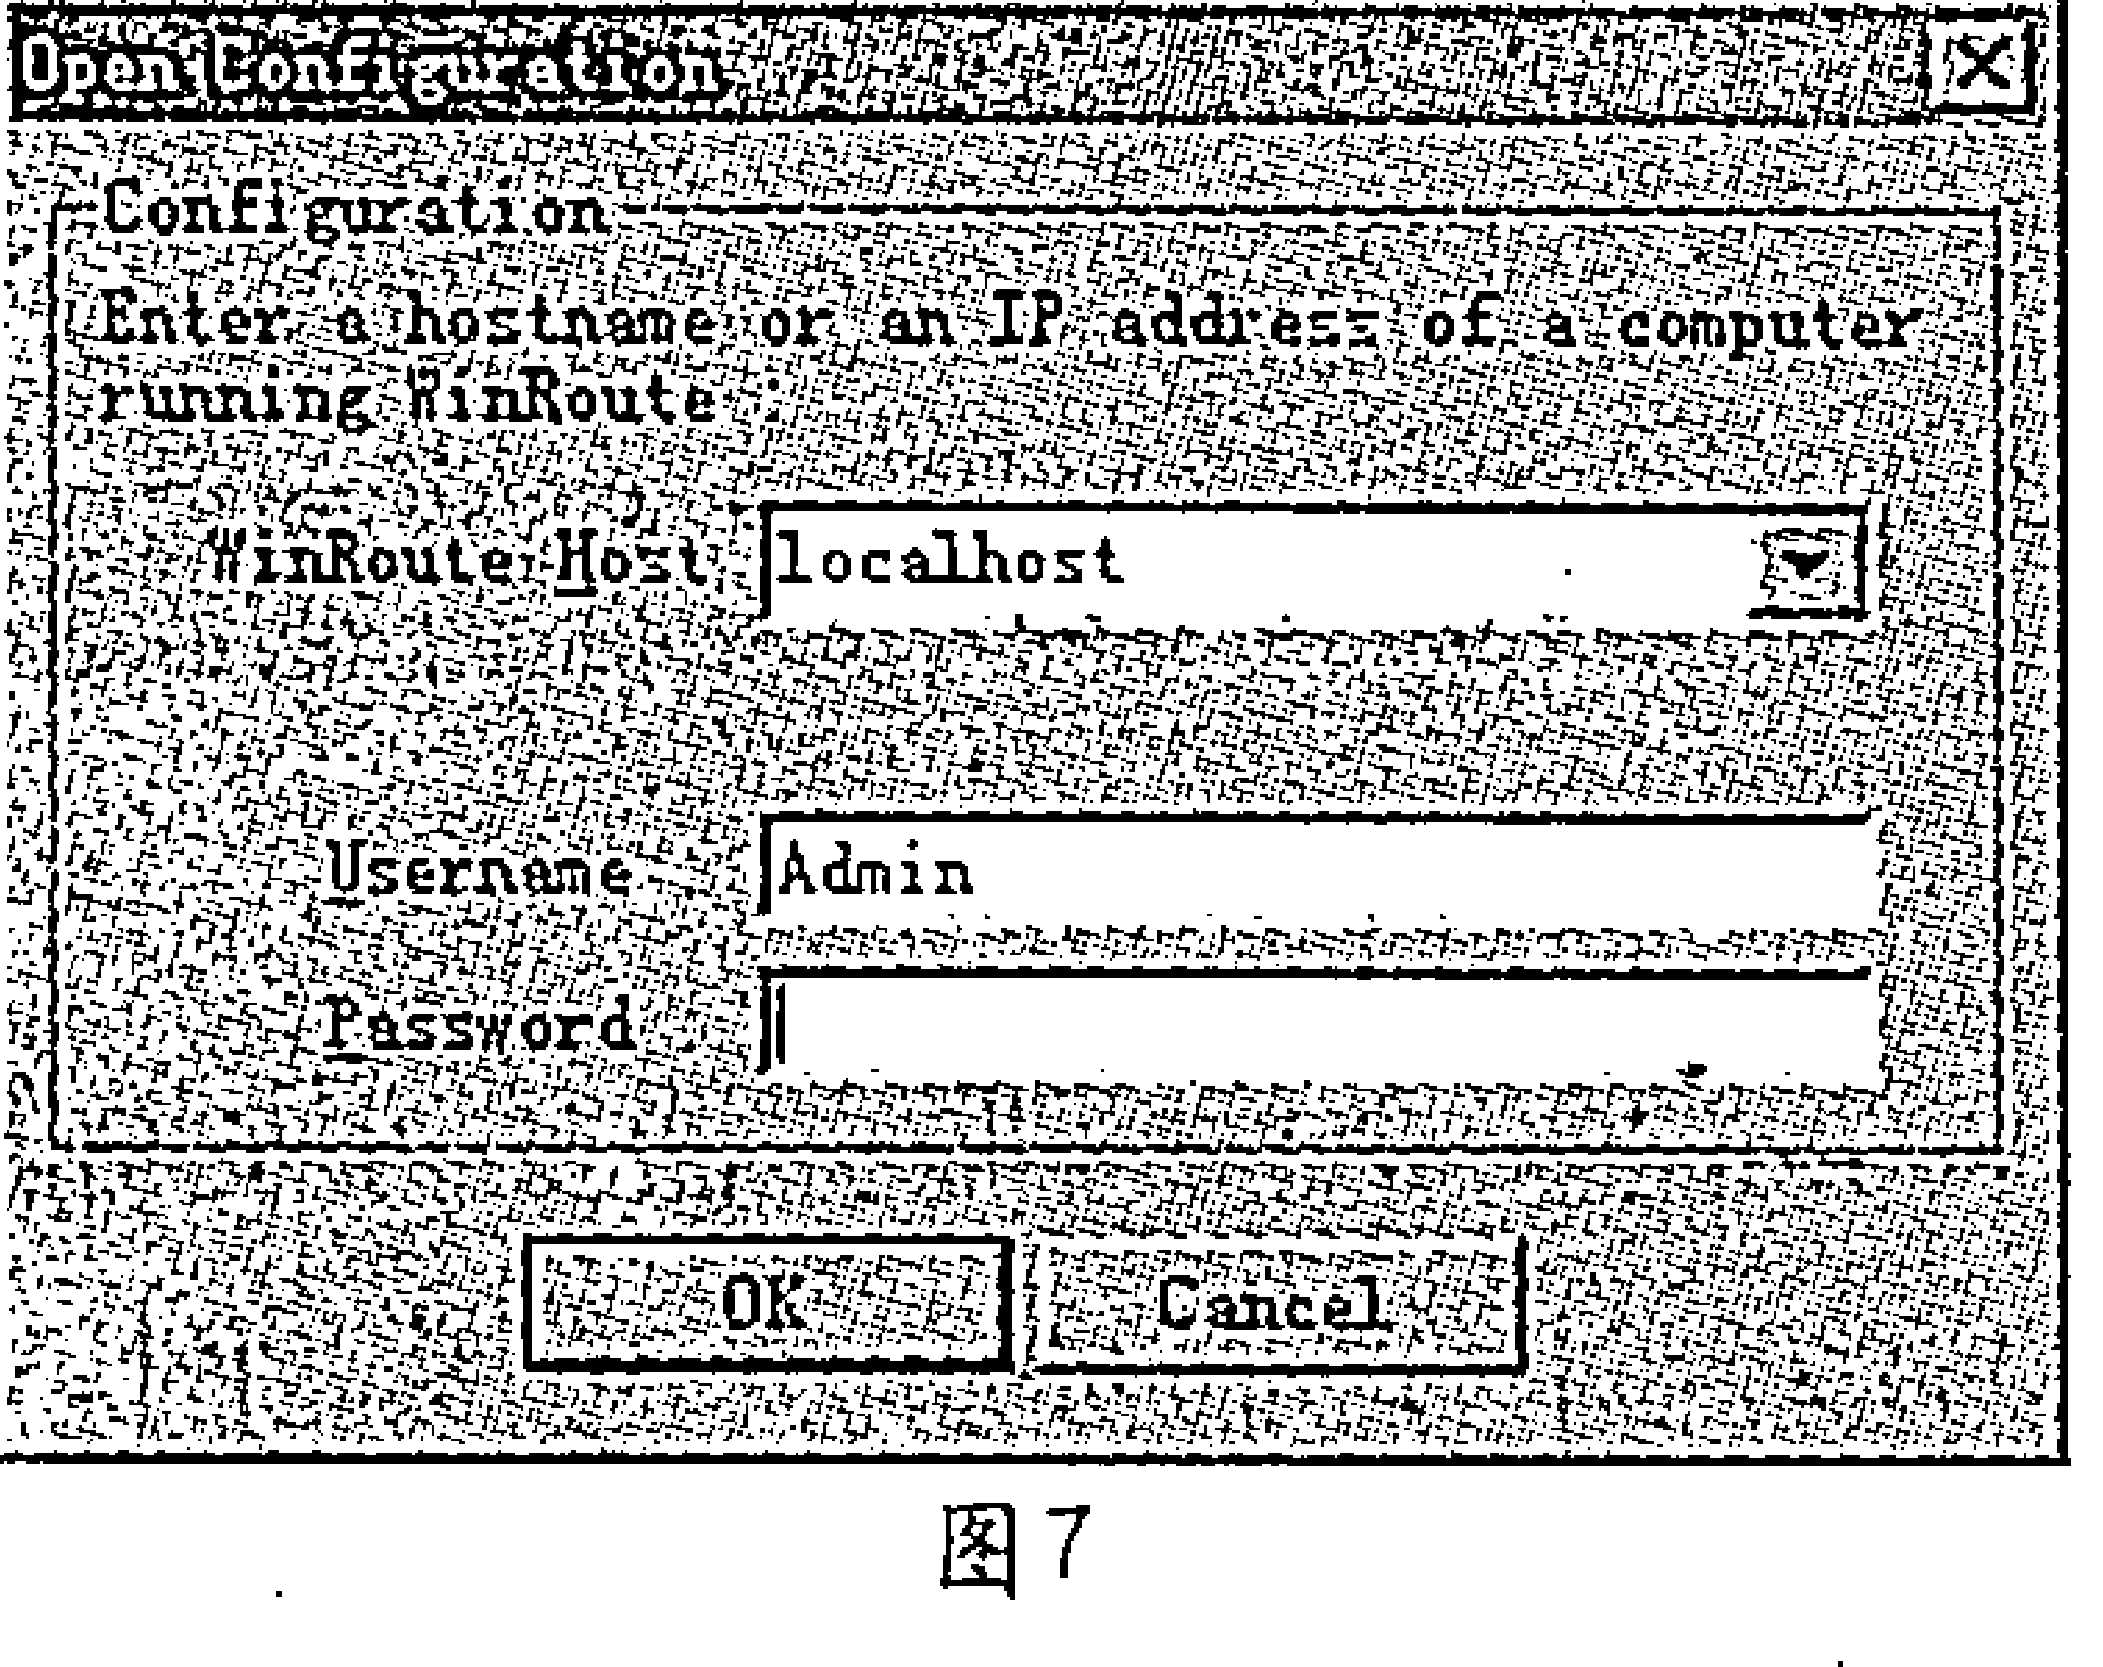 Open Configuration
Configuration
Enter a hostname or an IP address of a computer
running WinRoute :
WinRoute Host
localhost
Username
Admin
Password
OK
Cancel
图 7